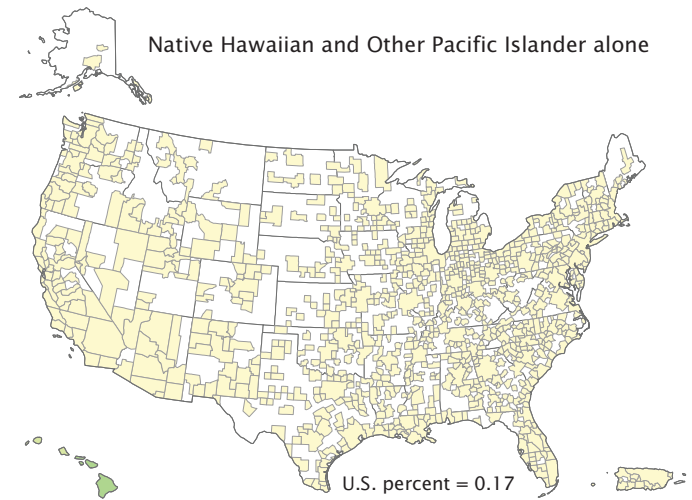 Native Hawaiian and Other Pacific Islander alone
U.S. percent = 0.17